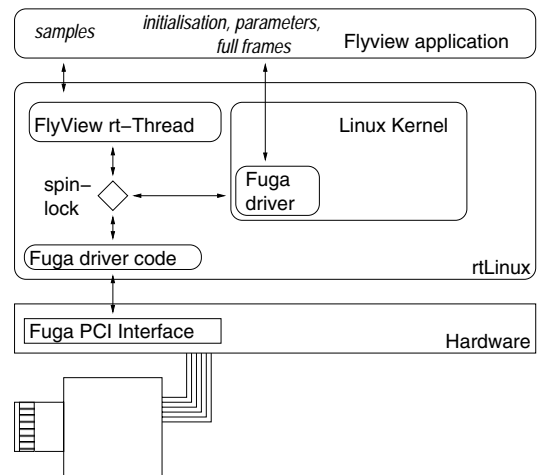 samples
initialisation, parameters,
full frames
Flyview application
FlyView rt−Thread
Linux Kernel
spin−
lock
Fuga
driver
Fuga driver code
rtLinux
Fuga PCI Interface
Hardware